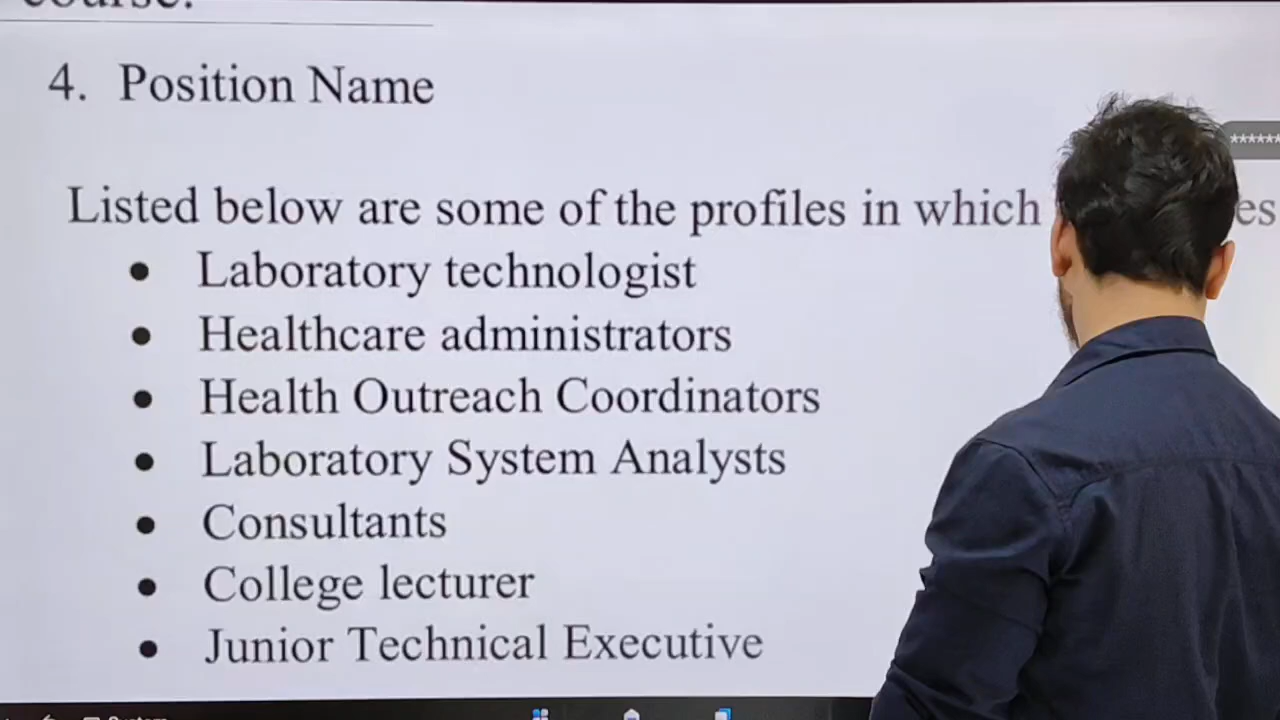 course.
4. Position Name
******
Listed below are some of the profiles in which
Laboratory technologist
Healthcare administrators
Health Outreach Coordinators
Laboratory System Analysts
Consultants
College lecturer
Junior Technical Executive